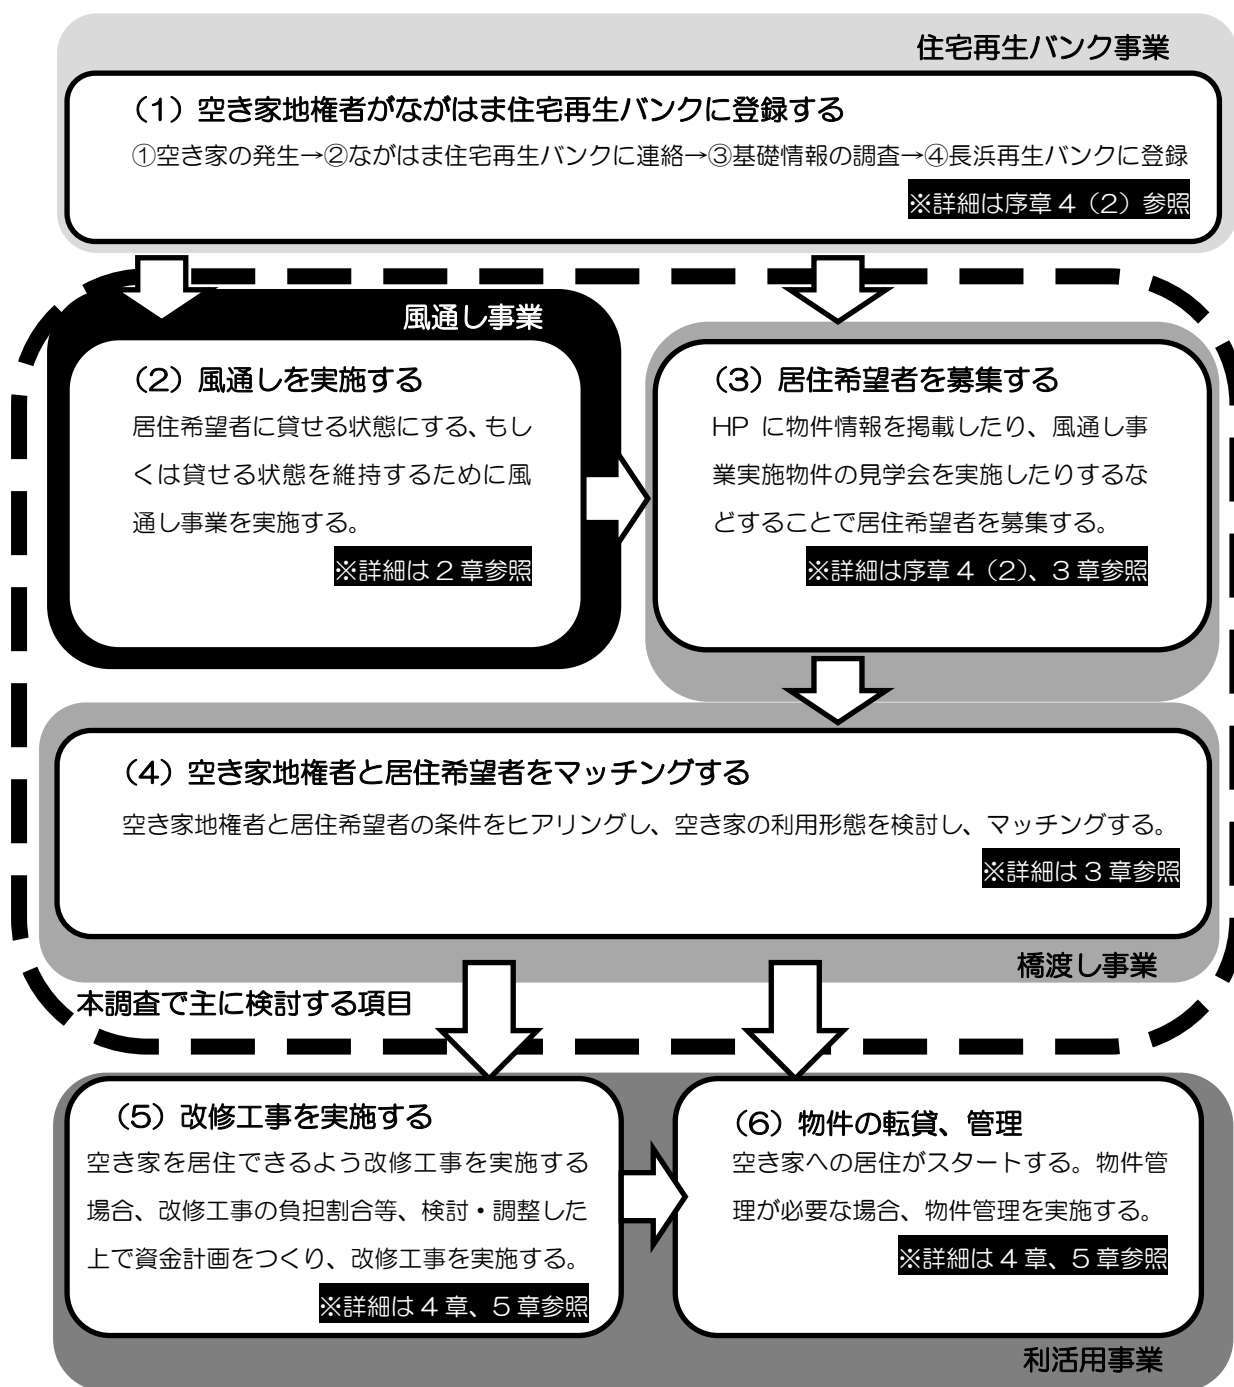 住宅再生バンク事業
（1）空き家地権者がながはま住宅再生バンクに登録する
①空き家の発生→②ながはま住宅再生バンクに連絡→③基礎情報の調査→④長浜再生バンクに登録
※詳細は序章 4（2）参照
風通し事業
（2）風通しを実施する
居住希望者に貸せる状態にする、もし
くは貸せる状態を維持するために風
通し事業を実施する。
※詳細は 2 章参照
（3）居住希望者を募集する
HP に物件情報を掲載したり、風通し事
業実施物件の見学会を実施したりするな
どすることで居住希望者を募集する。
※詳細は序章 4（2）、3 章参照
（4）空き家地権者と居住希望者をマッチングする
空き家地権者と居住希望者の条件をヒアリングし、空き家の利用形態を検討し、マッチングする。
※詳細は 3 章参照
橋渡し事業
本調査で主に検討する項目
（5）改修工事を実施する
空き家を居住できるよう改修工事を実施する
場合、改修工事の負担割合等、検討・調整した
上で資金計画をつくり、改修工事を実施する。
※詳細は 4 章、5 章参照
（6）物件の転貸、管理
空き家への居住がスタートする。物件管
理が必要な場合、物件管理を実施する。
※詳細は 4 章、5 章参照
利活用事業